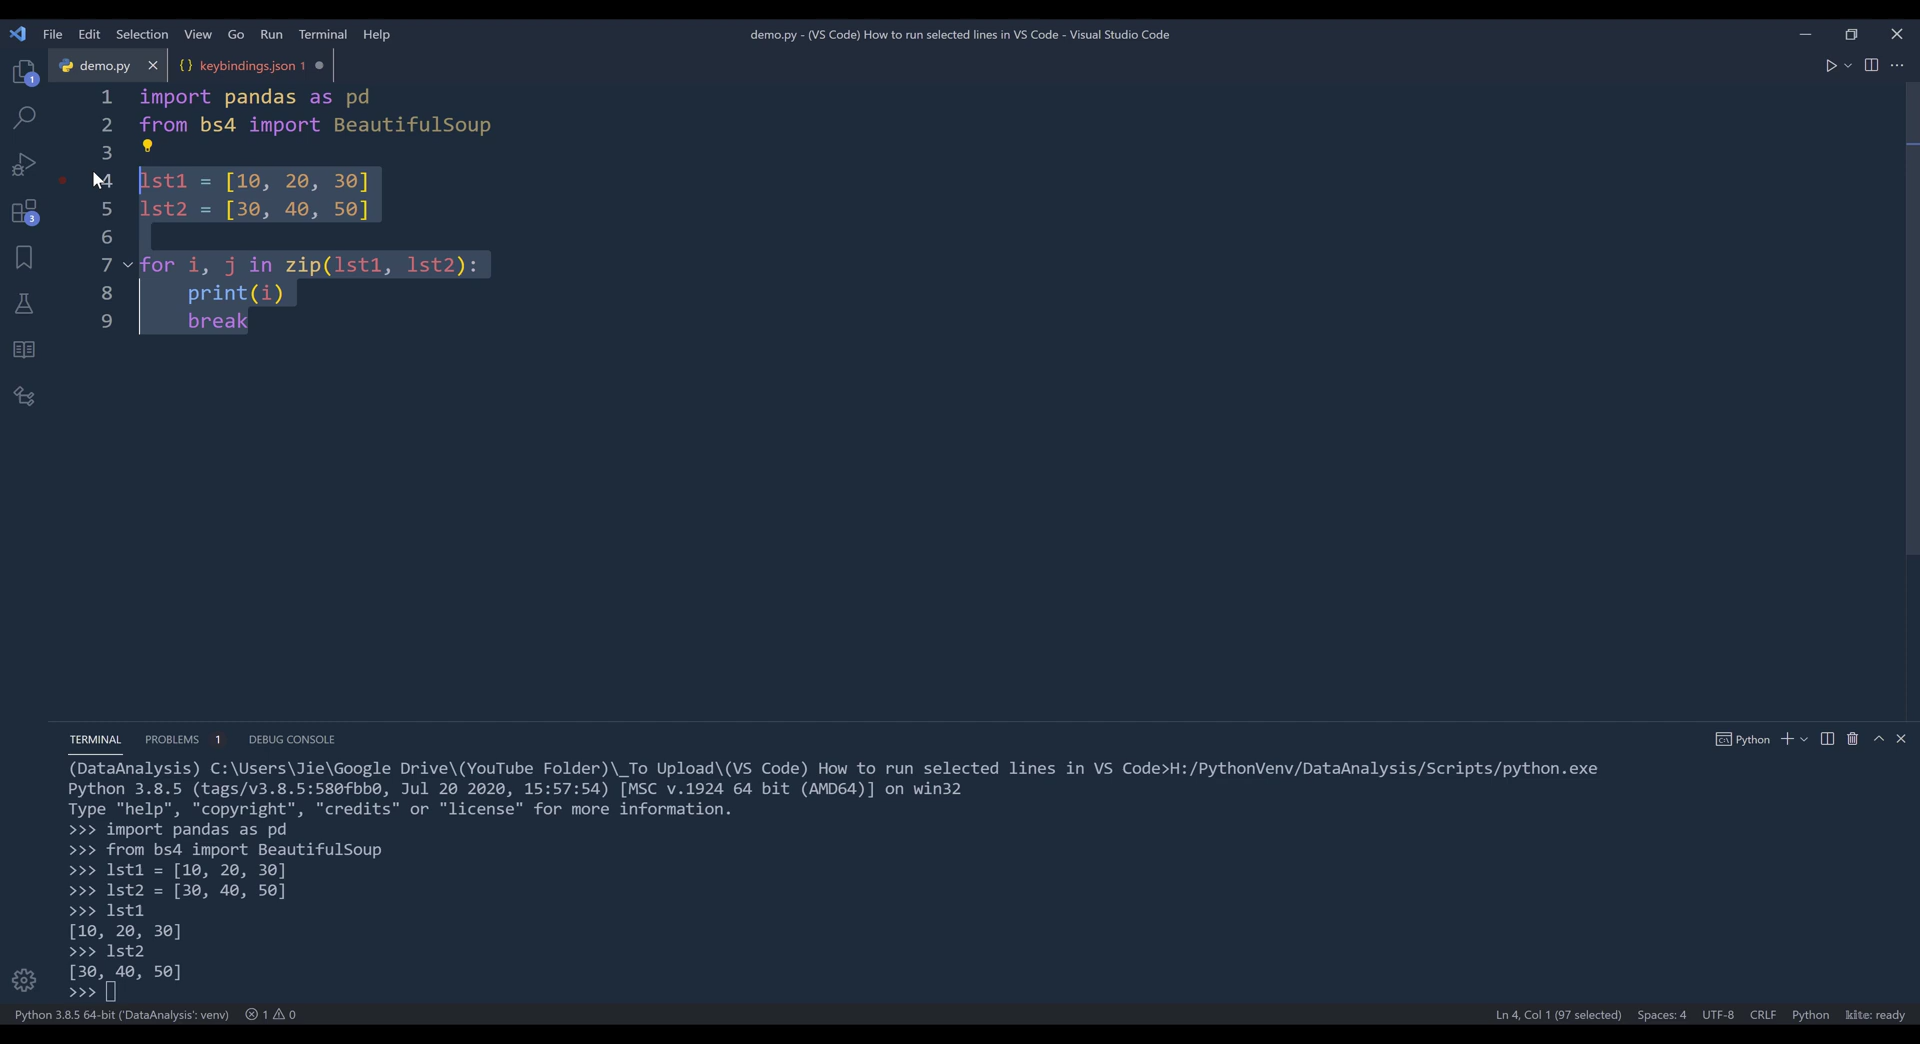 File Edit Selection View Go Run Terminal Help
demo.py - (VS Code) How to run selected lines in VS Code - Visual Studio Code
demo.py
{} keybindings.json 1
1
3
1 import pandas as pd
2 from bs4 import BeautifulSoup
3
4 lst1 = [10, 20, 30]
5 lst2 = [30, 40, 50]
6
7 for i, j in zip(lst1, lst2):
8 print(i)
9 break
TERMINAL PROBLEMS 1 DEBUG CONSOLE
Python
(DataAnalysis) C:\Users\Jie\Google Drive\(YouTube Folder)\_To Upload\(VS Code) How to run selected lines in VS Code>H:/PythonVenv/DataAnalysis/Scripts/python.exe
Python 3.8.5 (tags/v3.8.5:580fbb0, Jul 20 2020, 15:57:54) [MSC v.1924 64 bit (AMD64)] on win32
Type "help", "copyright", "credits" or "license" for more information.
>>> import pandas as pd
>>> from bs4 import BeautifulSoup
>>> lst1 = [10, 20, 30]
>>> lst2 = [30, 40, 50]
>>> lst1
[10, 20, 30]
>>> lst2
[30, 40, 50]
>>>
Python 3.8.5 64-bit ('DataAnalysis': venv) 1 0
Ln 4, Col 1 (97 selected) Spaces: 4 UTF-8 CRLF Python kite: ready